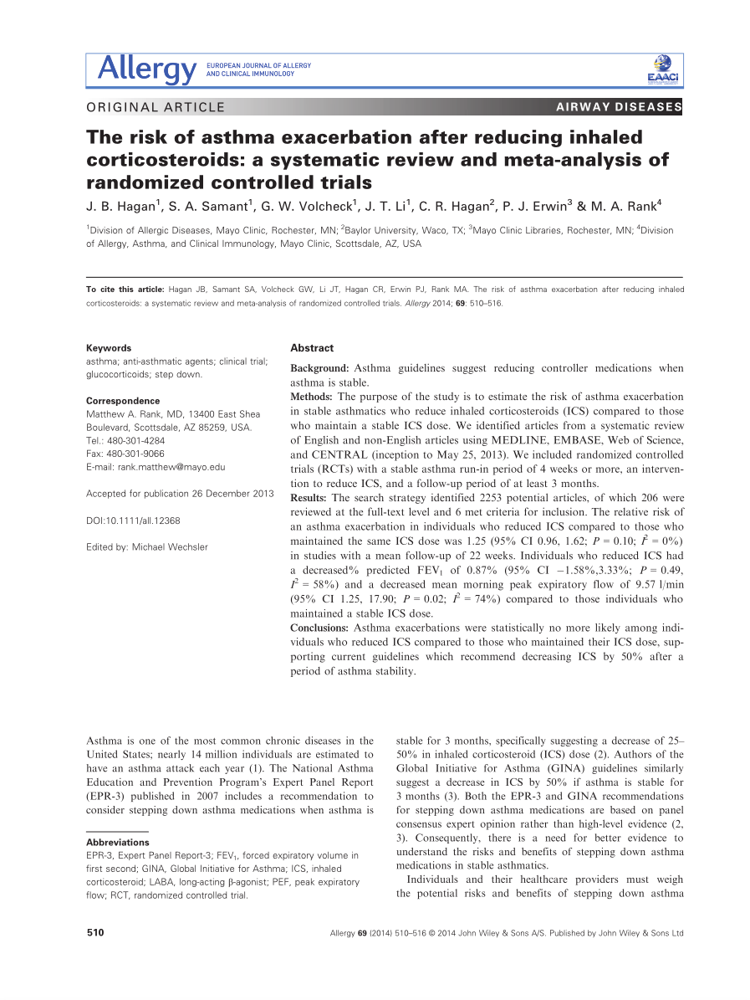 Allergy
EUROPEAN JOURNAL OF ALLERGY
AND CLINICAL IMMUNOLOGY
EAACI
ORIGINAL ARTICLE
AIRWAY DISEASES
The risk of asthma exacerbation after reducing inhaled
corticosteroids: a systematic review and meta-analysis of
randomized controlled trials
J. B. Hagan1, S. A. Samant1, G. W. Volcheck1, J. T. Li1, C. R. Hagan2, P. J. Erwin3 & M. A. Rank4
1Division of Allergic Diseases, Mayo Clinic, Rochester, MN; 2Baylor University, Waco, TX; 3Mayo Clinic Libraries, Rochester, MN; 4Division
of Allergy, Asthma, and Clinical Immunology, Mayo Clinic, Scottsdale, AZ, USA
To cite this article: Hagan JB, Samant SA, Volcheck GW, Li JT, Hagan CR, Erwin PJ, Rank MA. The risk of asthma exacerbation after reducing inhaled
corticosteroids: a systematic review and meta-analysis of randomized controlled trials. Allergy 2014; 69: 510–516.
Keywords
asthma; anti-asthmatic agents; clinical trial;
glucocorticoids; step down.
Correspondence
Matthew A. Rank, MD, 13400 East Shea
Boulevard, Scottsdale, AZ 85259, USA.
Tel.: 480-301-4284
Fax: 480-301-9066
E-mail: rank.matthew@mayo.edu
Accepted for publication 26 December 2013
DOI:10.1111/all.12368
Edited by: Michael Wechsler
Abstract
Background: Asthma guidelines suggest reducing controller medications when
asthma is stable.
Methods: The purpose of the study is to estimate the risk of asthma exacerbation
in stable asthmatics who reduce inhaled corticosteroids (ICS) compared to those
who maintain a stable ICS dose. We identified articles from a systematic review
of English and non-English articles using MEDLINE, EMBASE, Web of Science,
and CENTRAL (inception to May 25, 2013). We included randomized controlled
trials (RCTs) with a stable asthma run-in period of 4 weeks or more, an interven-
tion to reduce ICS, and a follow-up period of at least 3 months.
Results: The search strategy identified 2253 potential articles, of which 206 were
reviewed at the full-text level and 6 met criteria for inclusion. The relative risk of
an asthma exacerbation in individuals who reduced ICS compared to those who
maintained the same ICS dose was 1.25 (95% CI 0.96, 1.62; P = 0.10; I2 = 0%)
in studies with a mean follow-up of 22 weeks. Individuals who reduced ICS had
a decreased% predicted FEV1 of 0.87% (95% CI −1.58%,3.33%; P = 0.49,
I2 = 58%) and a decreased mean morning peak expiratory flow of 9.57 l/min
(95% CI 1.25, 17.90; P = 0.02; I2 = 74%) compared to those individuals who
maintained a stable ICS dose.
Conclusions: Asthma exacerbations were statistically no more likely among indi-
viduals who reduced ICS compared to those who maintained their ICS dose, sup-
porting current guidelines which recommend decreasing ICS by 50% after a
period of asthma stability.
Asthma is one of the most common chronic diseases in the
United States; nearly 14 million individuals are estimated to
have an asthma attack each year (1). The National Asthma
Education and Prevention Program's Expert Panel Report
(EPR-3) published in 2007 includes a recommendation to
consider stepping down asthma medications when asthma is
Abbreviations
EPR-3, Expert Panel Report-3; FEV1, forced expiratory volume in
first second; GINA, Global Initiative for Asthma; ICS, inhaled
corticosteroid; LABA, long-acting β-agonist; PEF, peak expiratory
flow; RCT, randomized controlled trial.
stable for 3 months, specifically suggesting a decrease of 25–
50% in inhaled corticosteroid (ICS) dose (2). Authors of the
Global Initiative for Asthma (GINA) guidelines similarly
suggest a decrease in ICS by 50% if asthma is stable for
3 months (3). Both the EPR-3 and GINA recommendations
for stepping down asthma medications are based on panel
consensus expert opinion rather than high-level evidence (2,
3). Consequently, there is a need for better evidence to
understand the risks and benefits of stepping down asthma
medications in stable asthmatics.
Individuals and their healthcare providers must weigh
the potential risks and benefits of stepping down asthma
510
Allergy 69 (2014) 510–516 © 2014 John Wiley & Sons A/S. Published by John Wiley & Sons Ltd